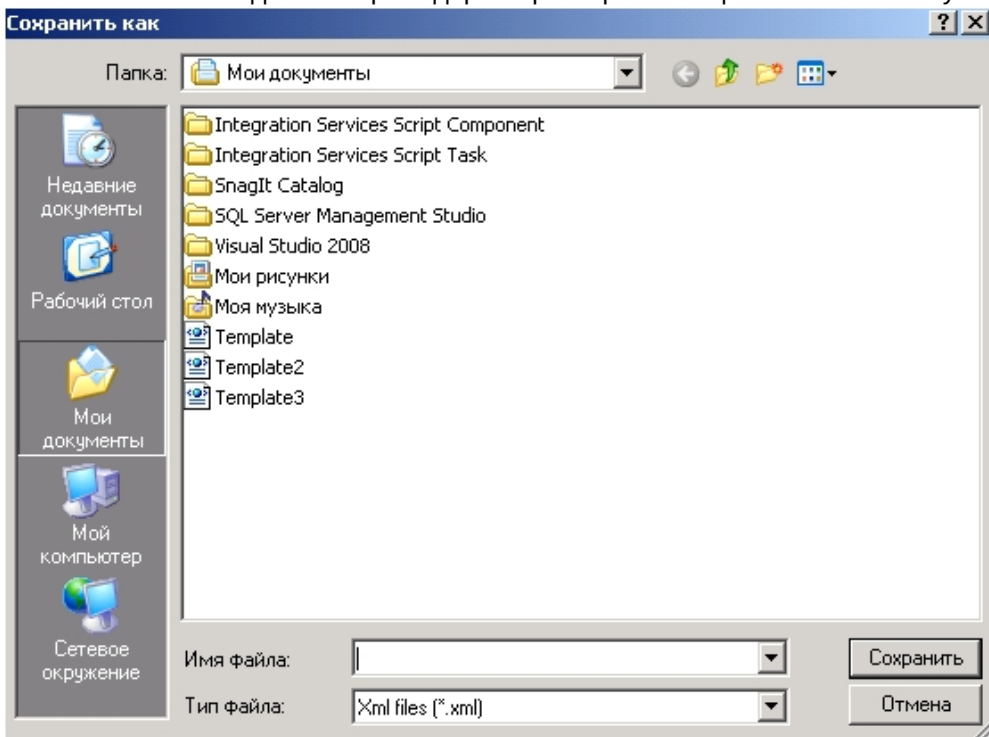 Сохранить как
Папка: Мои документы
Недавние документы
Рабочий стол
Мои документы
Мой компьютер
Сетевое окружение
Integration Services Script Component
Integration Services Script Task
SnagIt Catalog
SQL Server Management Studio
Visual Studio 2008
Мои рисунки
Моя музыка
Template
Template2
Template3
Имя файла:
Сохранить
Тип файла: Xml files (*.xml)
Отмена